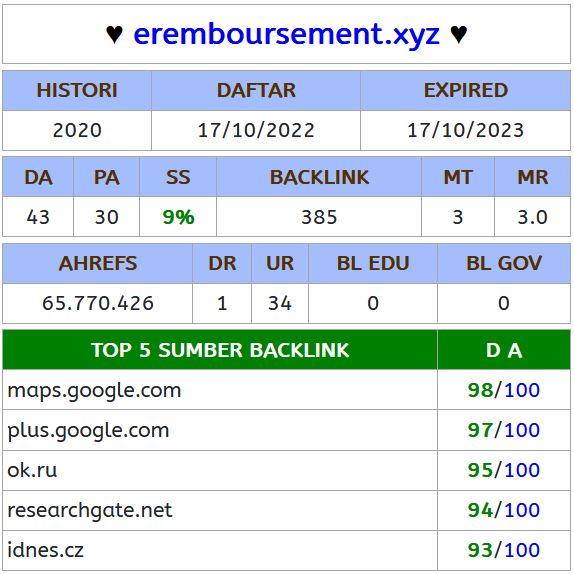 ♥ eremboursement.xyz ♥
HISTORI DAFTAR EXPIRED
2020 17/10/2022 17/10/2023
DA PA SS BACKLINK MT MR
43 30 9% 385 3 3.0
AHREFS DR UR BL EDU BL GOV
65.770.426 1 34 0 0
TOP 5 SUMBER BACKLINK D A
maps.google.com 98/100
plus.google.com 97/100
ok.ru 95/100
researchgate.net 94/100
idnes.cz 93/100